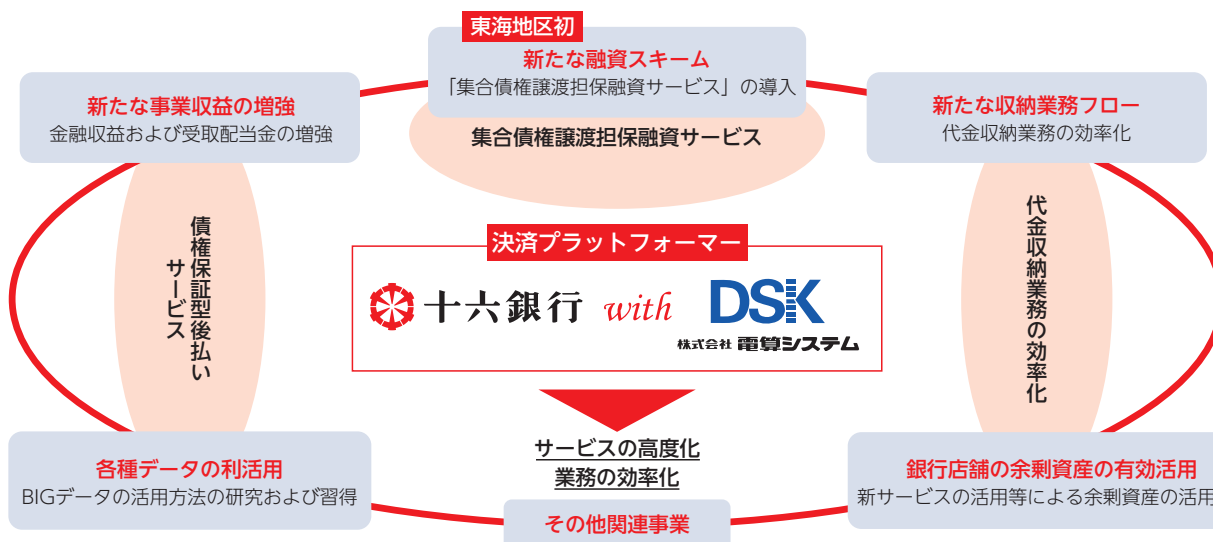 東海地区初
新たな融資スキーム
「集合債権譲渡担保融資サービス」の導入
集合債権譲渡担保融資サービス
新たな事業収益の増強
金融収益および受取配当金の増強
新たな収納業務フロー
代金収納業務の効率化
債権保証型後払い
サービス
決済プラットフォーマー
十六銀行 with DSK
株式会社 電算システム
代金収納業務の効率化
サービスの高度化
業務の効率化
各種データの利活用
BIGデータの活用方法の研究および習得
その他関連事業
銀行店舗の余剰資産の有効活用
新サービスの活用等による余剰資産の活用